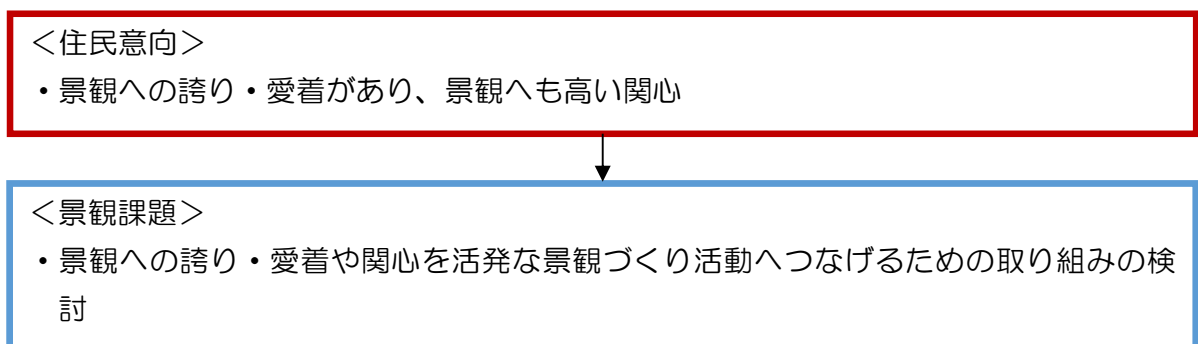 ＜住民意向＞
・景観への誇り・愛着があり、景観へも高い関心
＜景観課題＞
・景観への誇り・愛着や関心を活発な景観づくり活動へつなげるための取り組みの検
討